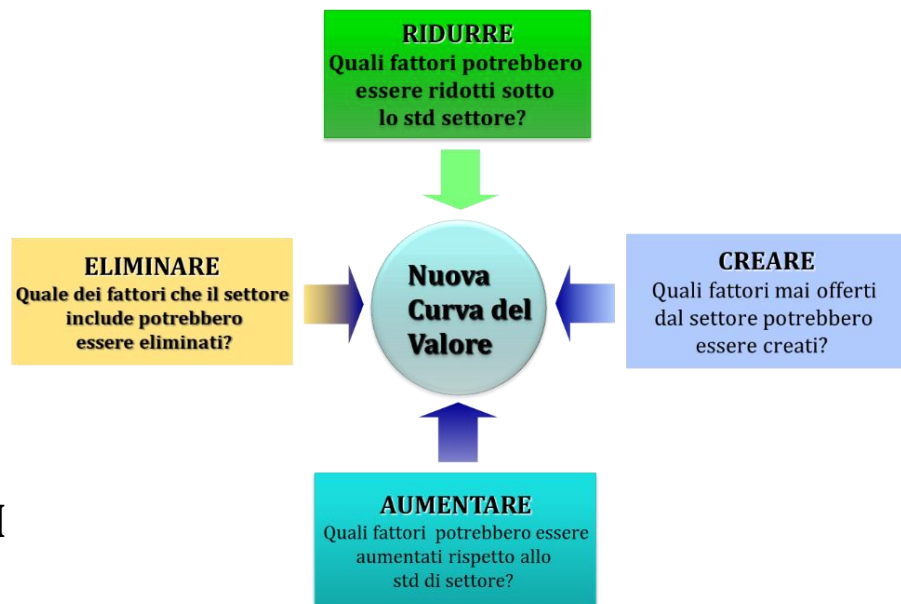 RIDURRE
Quali fattori potrebbero
essere ridotti sotto
lo std settore?
ELIMINARE
Quale dei fattori che il settore
include potrebbero
essere eliminati?
Nuova
Curva del
Valore
CREARE
Quali fattori mai offerti
dal settore potrebbero
essere creati?
AUMENTARE
Quali fattori potrebbero essere
aumentati rispetto allo
std di settore?